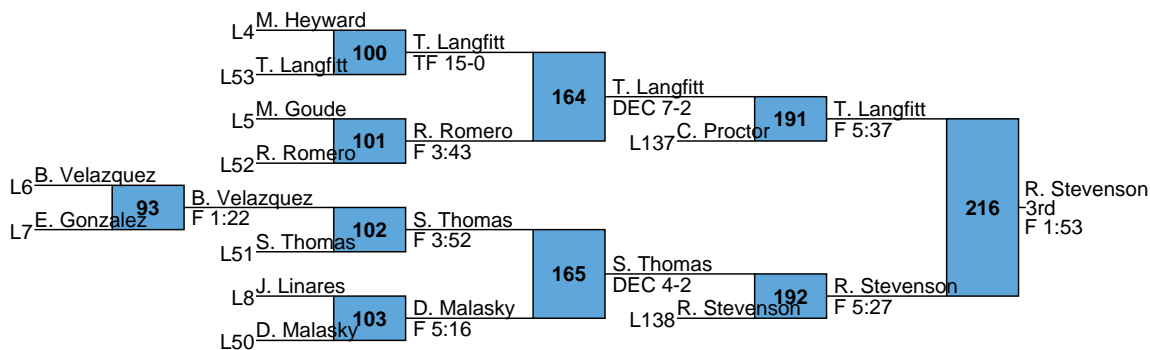 L4 M. Heyward
100
T. Langfitt
TF 15-0
L53 T. Langfitt
164
T. Langfitt
DEC 7-2
L5 M. Goude
101
R. Romero
F 3:43
L52 R. Romero
191
T. Langfitt
F 5:37
L137 C. Proctor
L6 B. Velazquez
93
B. Velazquez
F 1:22
L7 E. Gonzalez
102
S. Thomas
F 3:52
L51 S. Thomas
165
S. Thomas
DEC 4-2
L8 J. Linares
103
D. Malasky
F 5:16
L50 D. Malasky
192
R. Stevenson
F 5:27
L138 R. Stevenson
216
R. Stevenson
3rd
F 1:53